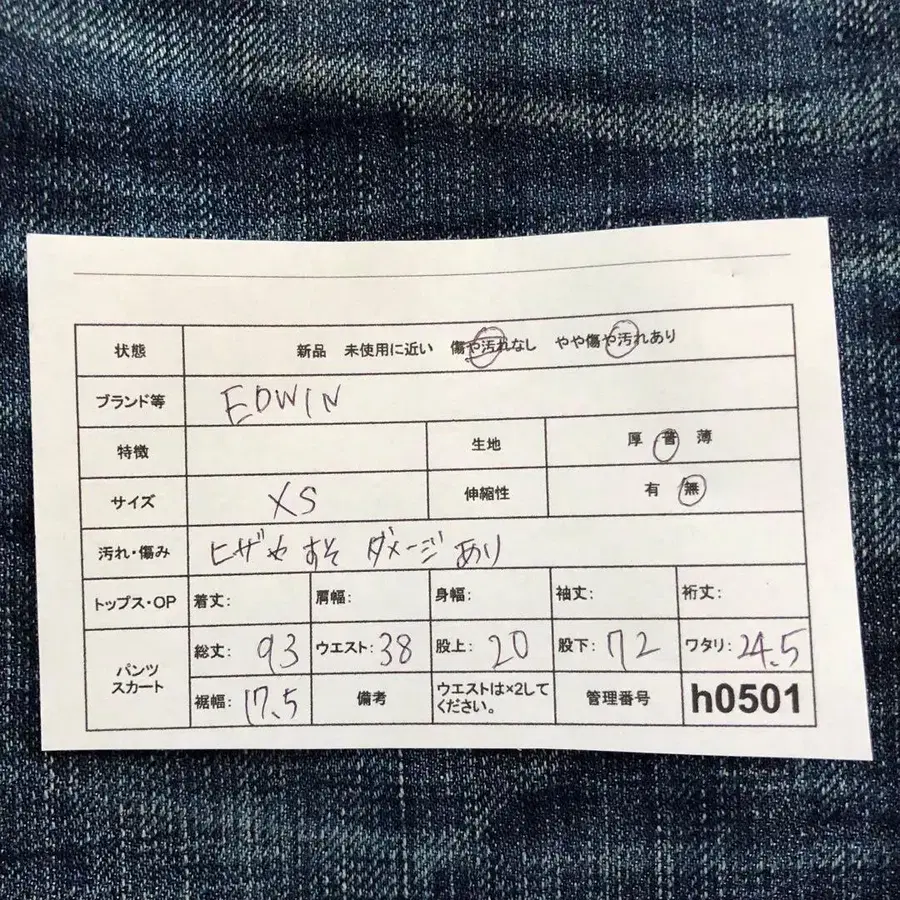 状態 新品 未使用に近い 傷や汚れなし やや傷や汚れあり
ブランド等 EDWIN
特徴 生地 厚 普 薄
サイズ XS 伸縮性 有 無
汚れ・傷み ヒザや すそ ダメージ あり
トップス・OP 着丈: 肩幅: 身幅: 袖丈: 裄丈:
パンツ
スカート
総丈: 93 ウエスト: 38 股上: 20 股下: 72 ワタリ: 24.5
裾幅: 17.5 備考 ウエストは×2して
ください。
管理番号 h0501